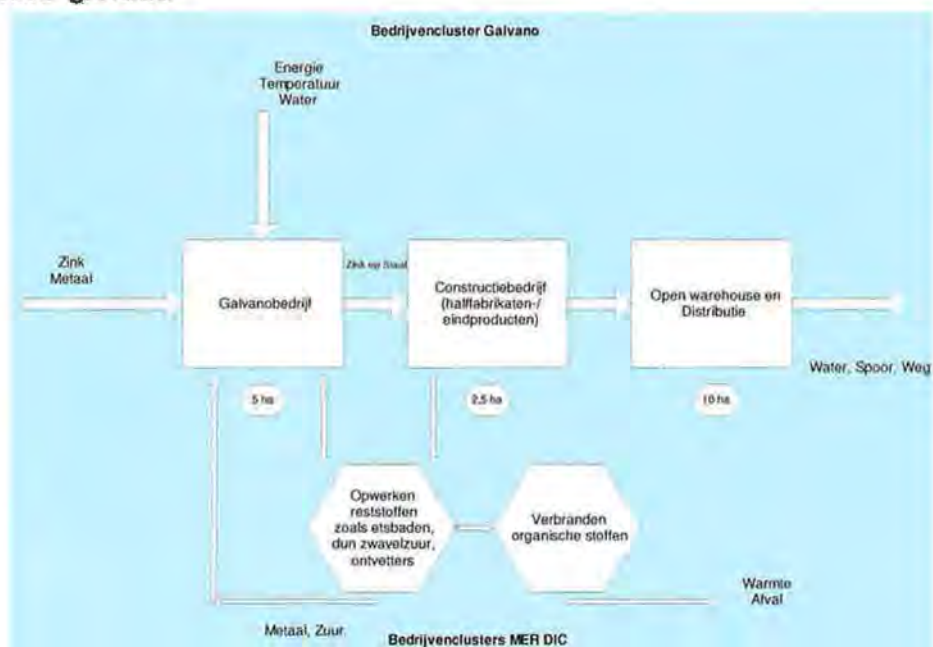 Bedrijvencluster Galvano
Energie
Temperatuur
Water
Zink
Metaal
Galvanobedrijf
Zink op Staal
Constructiebedrijf
(halffabrikaten-/
eindproducten)
Open warehouse en
Distributie
Water, Spoor, Weg
5 ha
2,5 ha
10 ha
Opwerken
reststoffen
zoals etsbaden,
dun zwavelzuur,
ontvetters
Verbranden
organische stoffen
Warmte
Afval
Metaal, Zuur
Bedrijvenclusters MER DIC